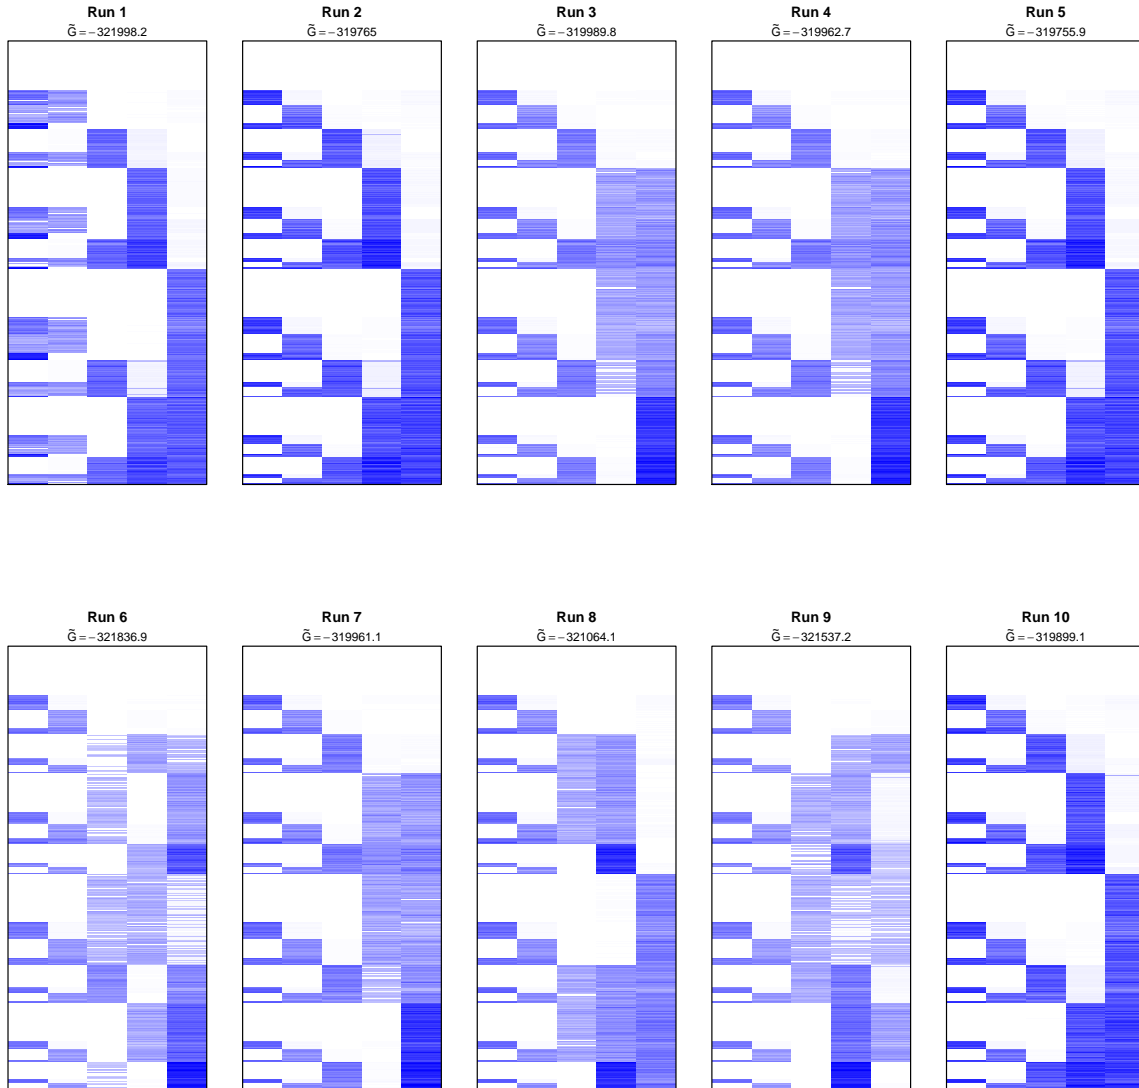 Run 1
G̃ = −321998.2
Run 2
G̃ = −319765
Run 3
G̃ = −319989.8
Run 4
G̃ = −319962.7
Run 5
G̃ = −319755.9
Run 6
G̃ = −321836.9
Run 7
G̃ = −319961.1
Run 8
G̃ = −321064.1
Run 9
G̃ = −321537.2
Run 10
G̃ = −319899.1